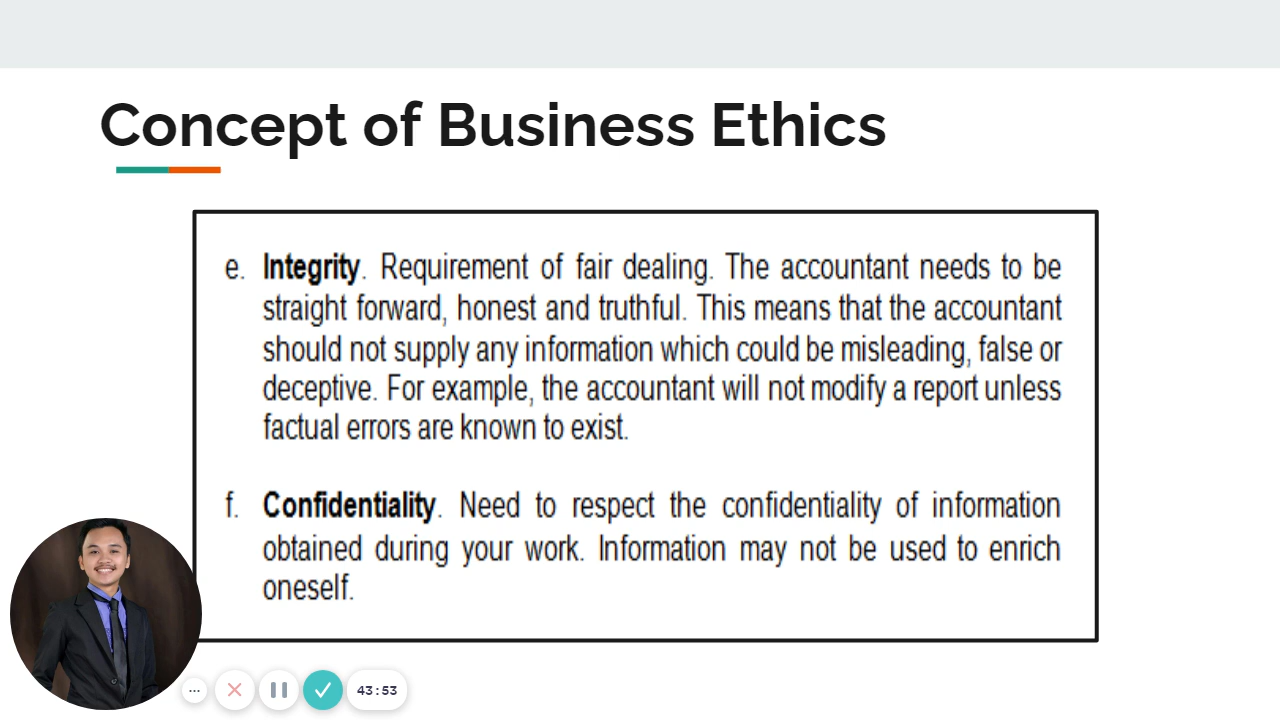 Concept of Business Ethics
e. Integrity. Requirement of fair dealing. The accountant needs to be
straight forward, honest and truthful. This means that the accountant
should not supply any information which could be misleading, false or
deceptive. For example, the accountant will not modify a report unless
factual errors are known to exist.
f. Confidentiality. Need to respect the confidentiality of information
obtained during your work. Information may not be used to enrich
oneself.
43:53